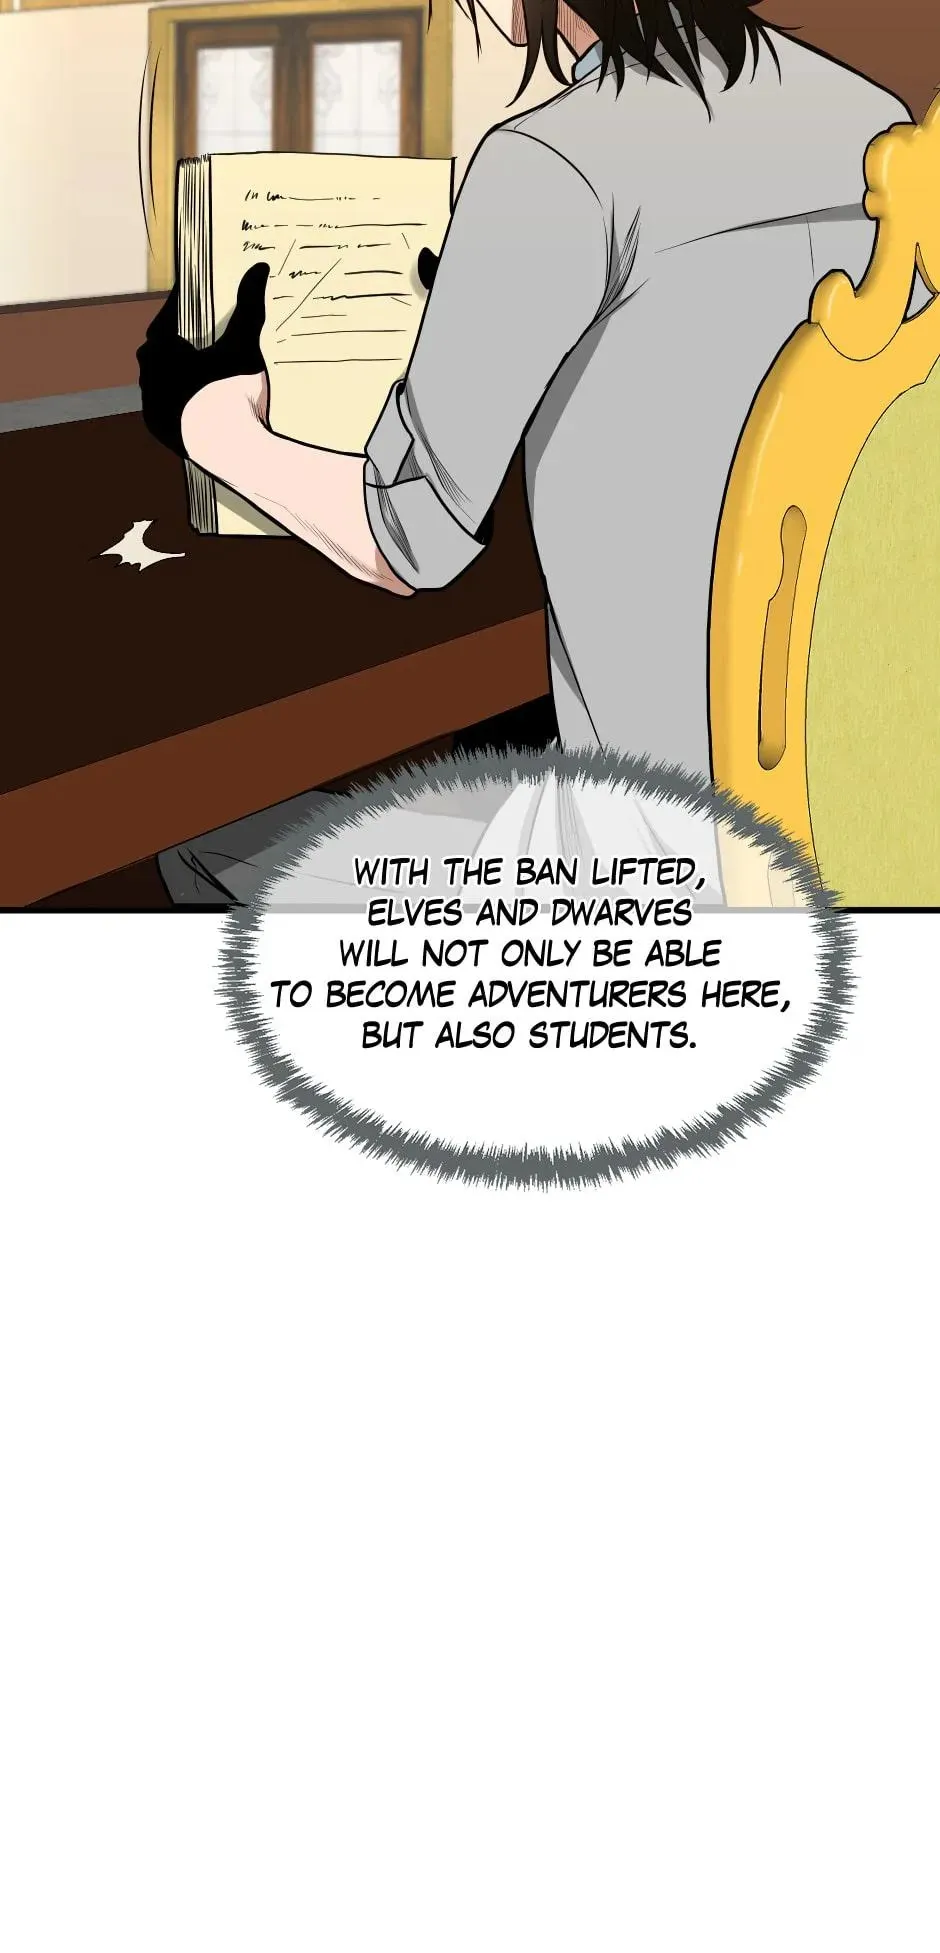 WITH THE BAN LIFTED,
ELVES AND DWARVES
WILL NOT ONLY BE ABLE
TO BECOME ADVENTURERS HERE,
BUT ALSO STUDENTS.